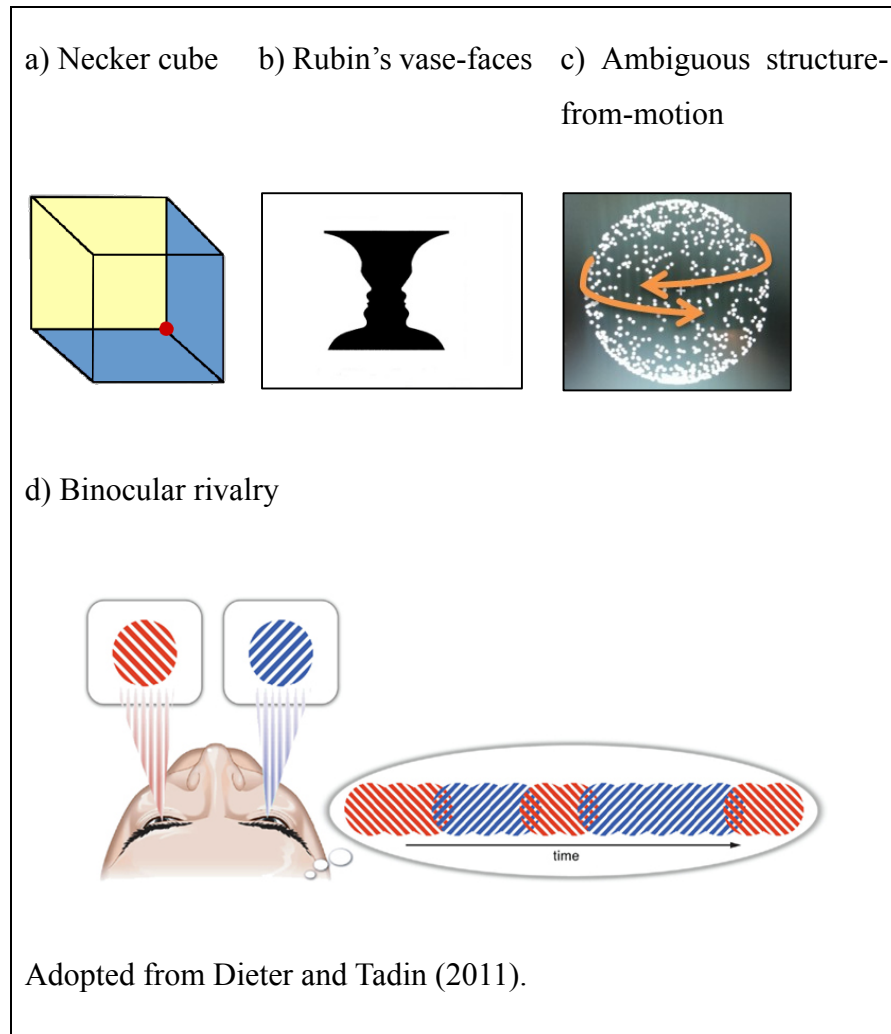 a) Necker cube b) Rubin’s vase-faces c) Ambiguous structure-
from-motion
d) Binocular rivalry
time
Adopted from Dieter and Tadin (2011).